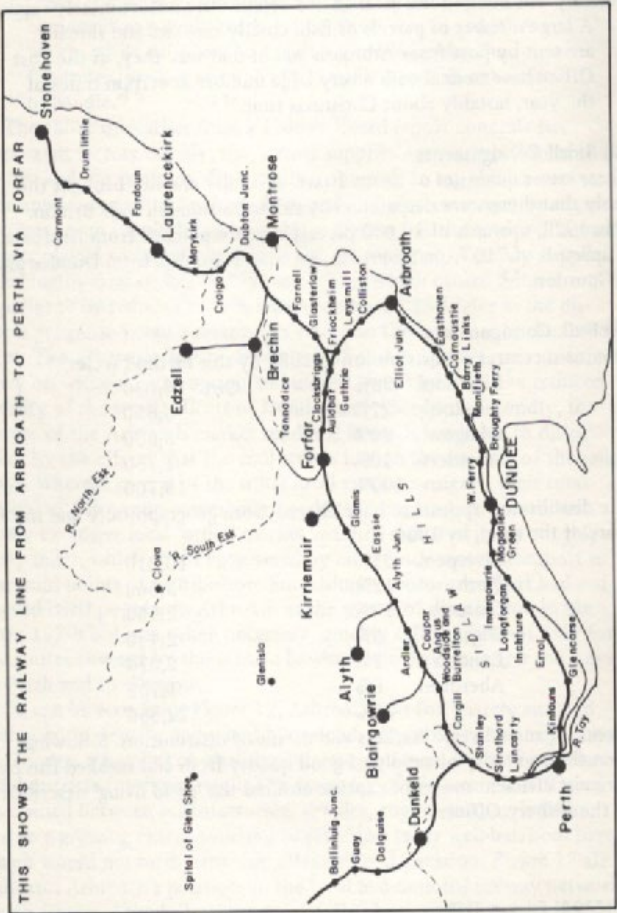 THIS SHOWS THE RAILWAY LINE FROM ARBROATH TO PERTH VIA FORFAR
Stonehaven
Drumlithie
Carmont
Fordoun
Laurencekirk
Marykirk
Craigo
Dubton Junc.
Montrose
Edzell
Brechin
R. North Esk
R. South Esk
Clova
Glenisla
Spital of Glen Shee
Tannadice
Farnell
Glasterlaw
Friockheim
Leysmill
Colliston
Clocksbriggs
Auldbar
Guthrie
Arbroath
Elliot Junc.
Easthaven
Carnoustie
Barry Links
Monifieth
Broughty Ferry
W. Ferry
DUNDEE
Magdalen
Green
Invergowrie
Longforgan
Inchture
Errol
Glencarse
Kinfauns
R. Tay
Perth
Forfar
Kirriemuir
Glamis
Eassie
Alyth Junc.
Alyth
Ardler
Coupar
Angus
Woodside and
Burrelton
Cargill
Blairgowrie
SIDLAW
HILLS
Stanley
Strathord
Luncarty
Dunkeld
Dalguise
Guay
Ballinluig Junc.